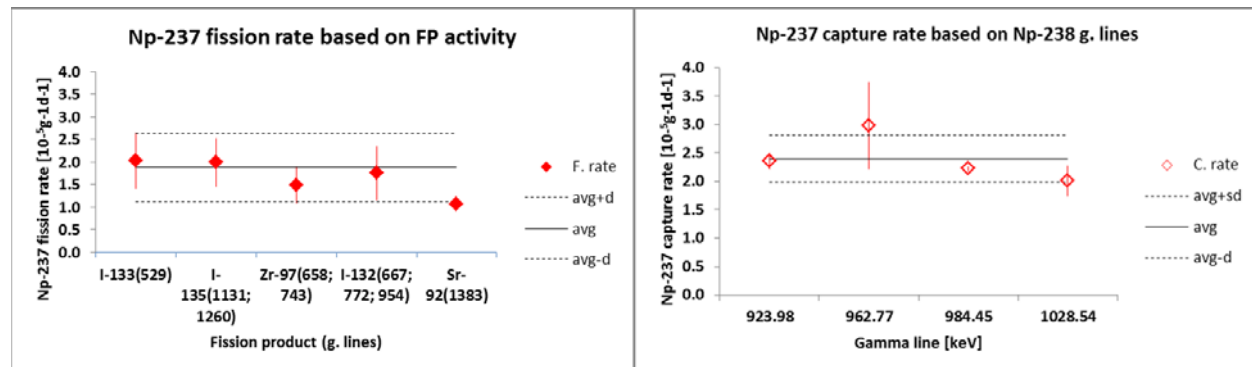 Np-237 fission rate based on FP activity
Np-237 fission rate [10-⁵g-1d-1]
4.0
3.5
3.0
2.5
2.0
1.5
1.0
0.5
0.0
I-133(529)
I-
135(1131;
1260)
Zr-97(658;
743)
I-132(667;
772; 954)
Sr-
92(1383)
Fission product (g. lines)
F. rate
avg+d
avg
avg-d
Np-237 capture rate based on Np-238 g. lines
Np-237 capture rate [10-⁵g-1d-1]
4.0
3.5
3.0
2.5
2.0
1.5
1.0
0.5
0.0
923.98
962.77
984.45
1028.54
Gamma line [keV]
C. rate
avg+sd
avg
avg-d